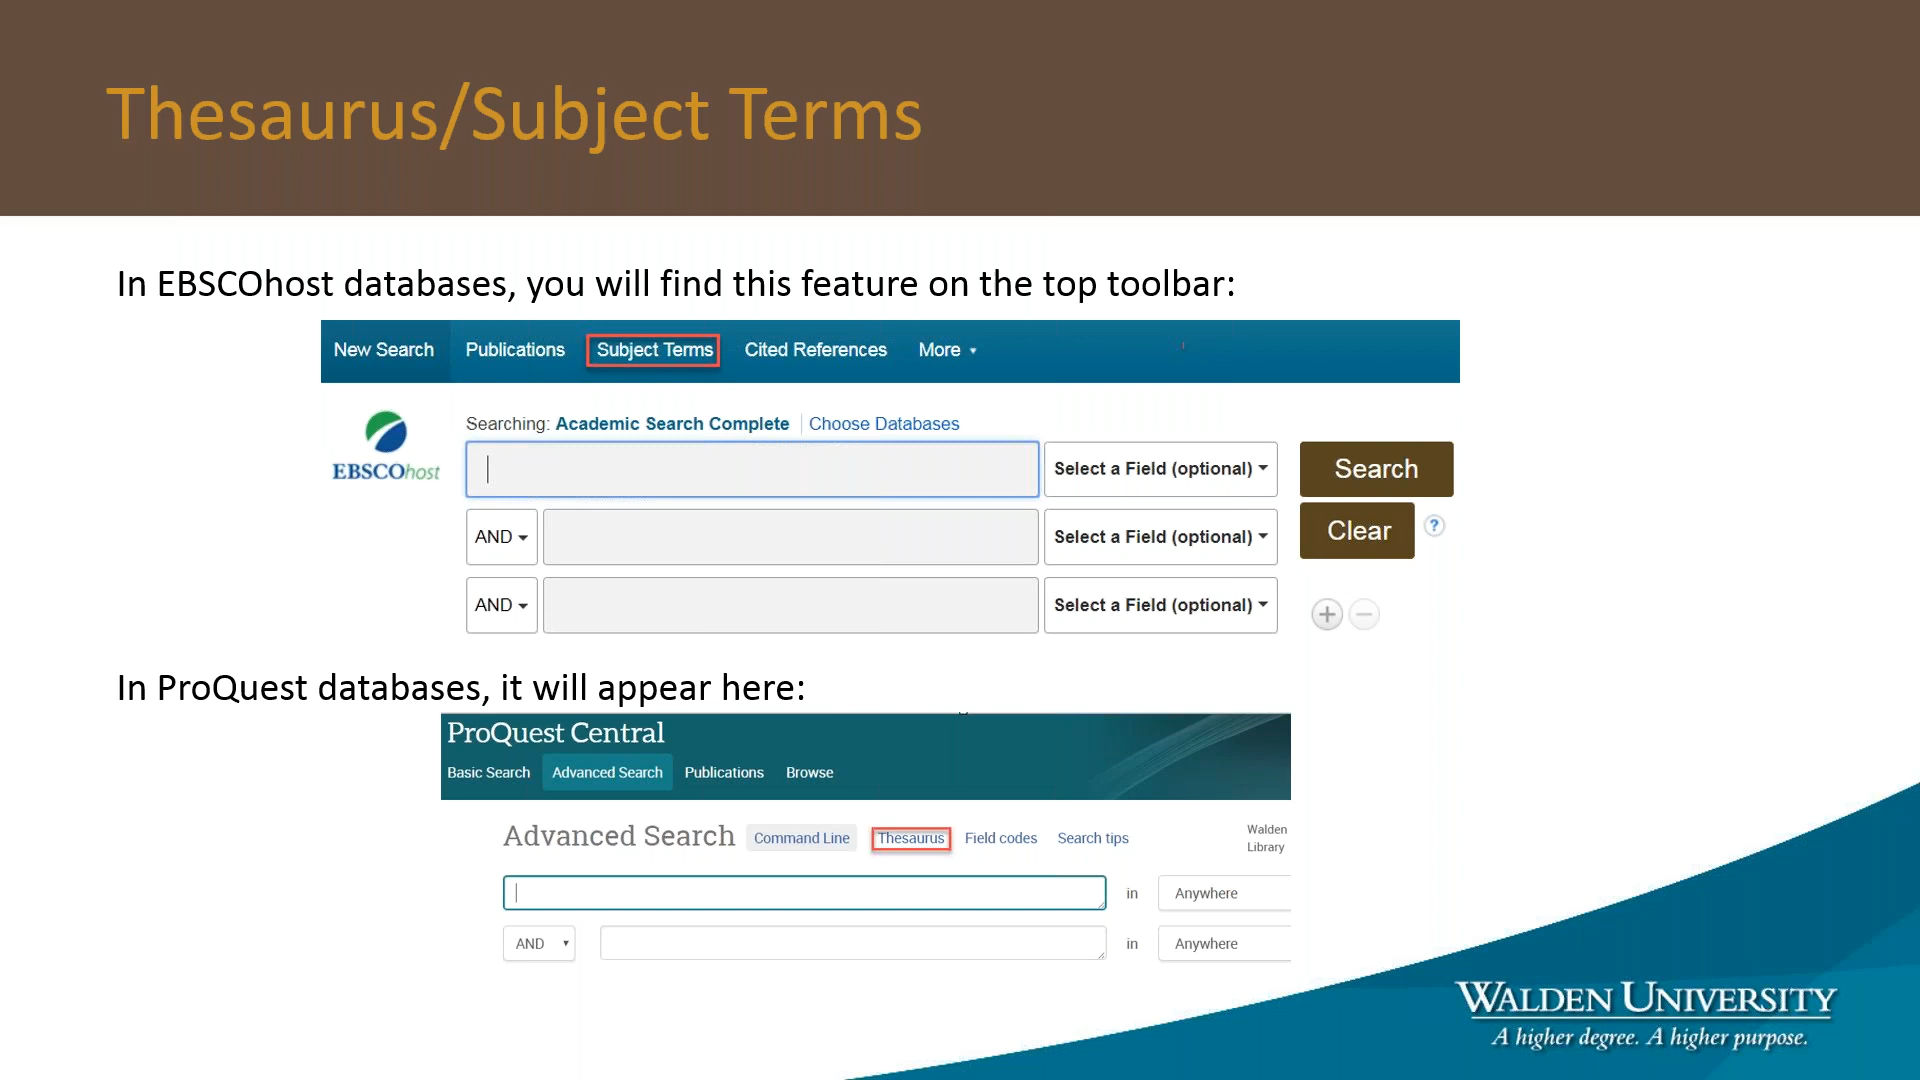 Thesaurus/Subject Terms
In EBSCOhost databases, you will find this feature on the top toolbar:
New Search Publications Subject Terms Cited References More
Searching: Academic Search Complete Choose Databases
EBSCOhost
Select a Field (optional) Search
AND Select a Field (optional) Clear ?
AND Select a Field (optional)
In ProQuest databases, it will appear here:
ProQuest Central
Basic Search Advanced Search Publications Browse
Advanced Search Command Line Thesaurus Field codes Search tips
Walden
Library
in Anywhere
AND in Anywhere
WALDEN UNIVERSITY
A higher degree. A higher purpose.